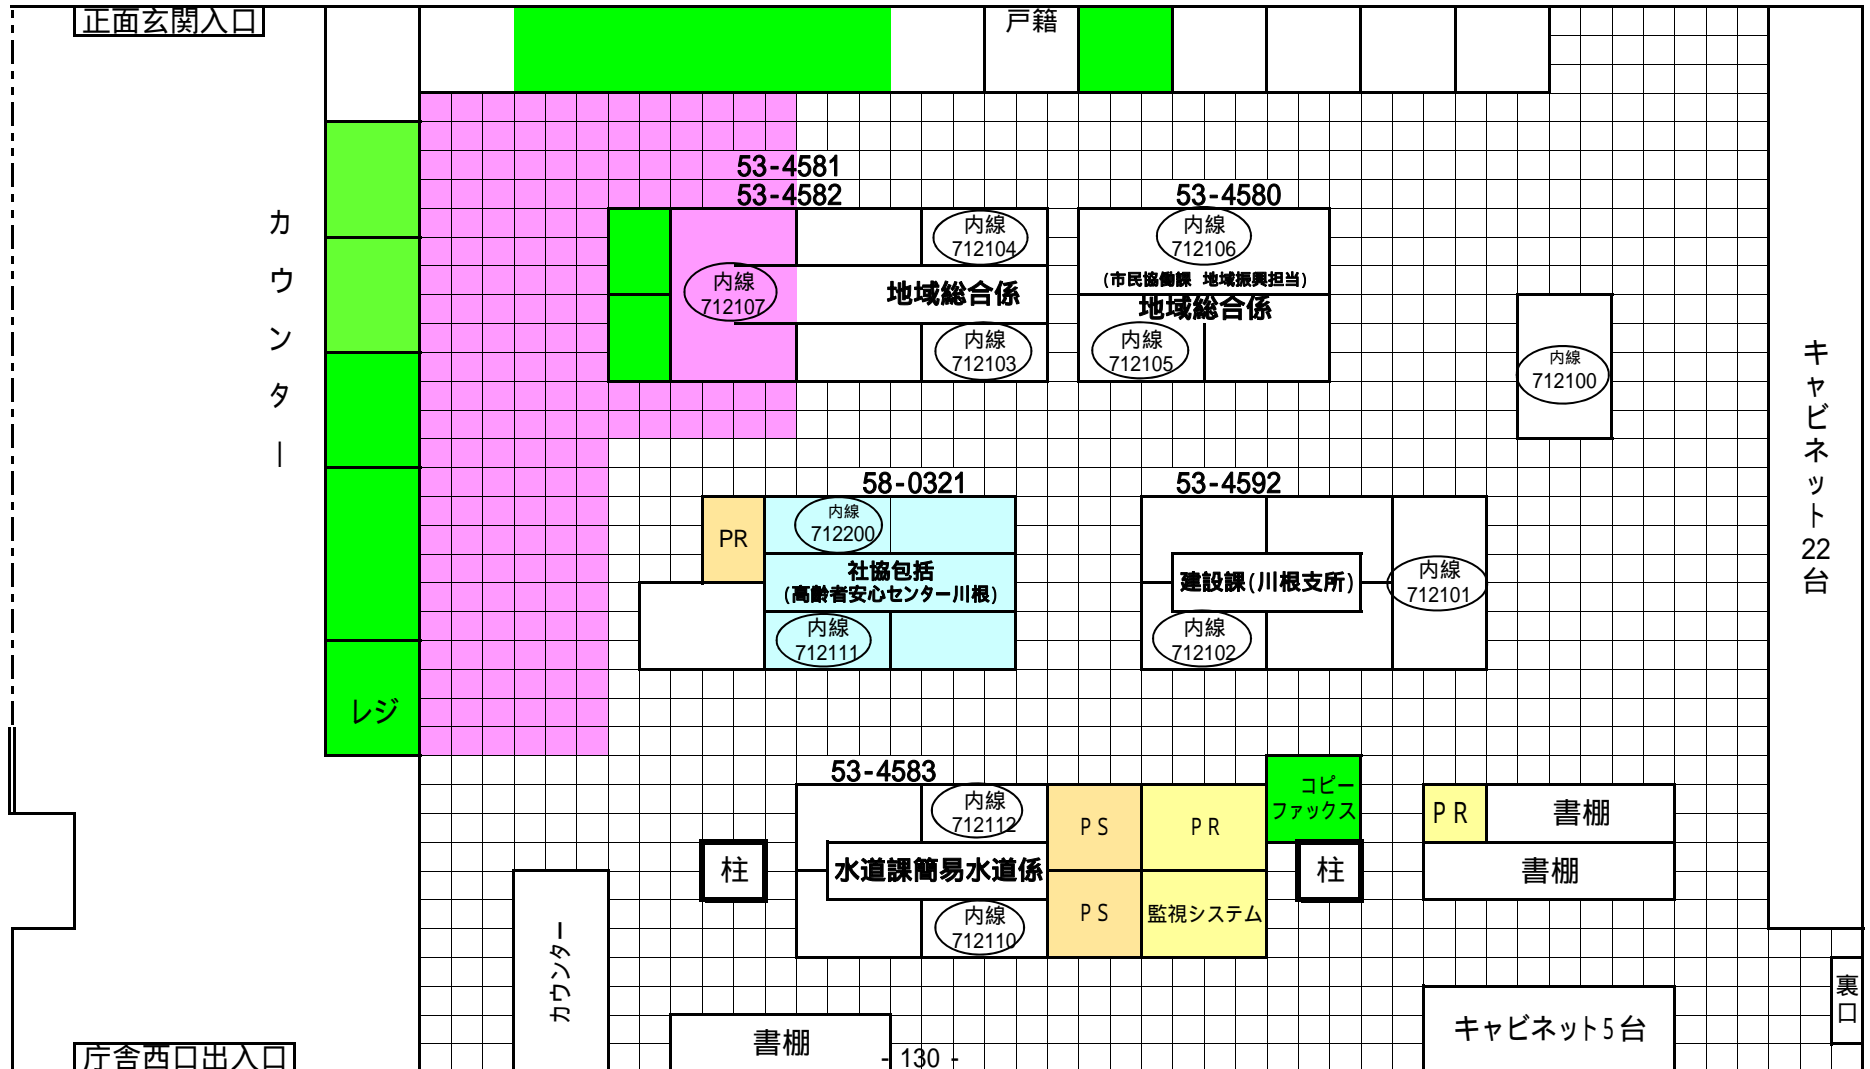 正面玄関入口
戸籍
カウンター
53-4581
53-4582
53-4580
内線
712104
内線
712106
(市民協働課 地域振興担当)
内線
712107
地域総合係
地域総合係
内線
712103
内線
712105
内線
712100
キャビネット22台
58-0321
53-4592
PR
内線
712200
社協包括
(高齢者安心センター川根)
内線
712111
建設課(川根支所)
内線
712101
内線
712102
レジ
53-4583
内線
712112
PS
PR
コピー
ファックス
PR
書棚
柱
水道課簡易水道係
柱
書棚
内線
712110
PS
監視システム
カウンター
裏口
書棚
キャビネット5台
庁舎西口出入口
- 130 -